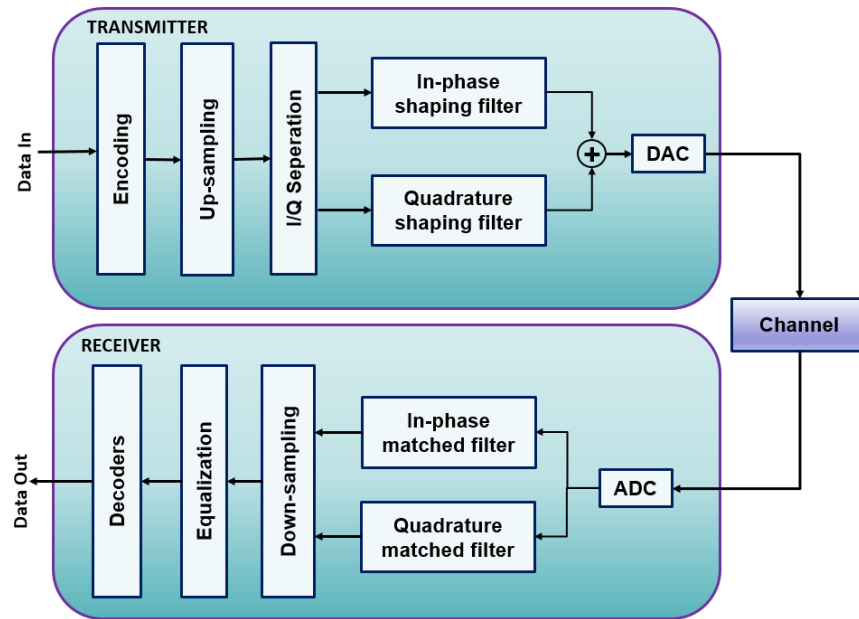 TRANSMITTER
Data In
Encoding
Up-sampling
I/Q Seperation
In-phase
shaping filter
Quadrature
shaping filter
+
DAC
Channel
RECEIVER
ADC
In-phase
matched filter
Quadrature
matched filter
Down-sampling
Equalization
Decoders
Data Out